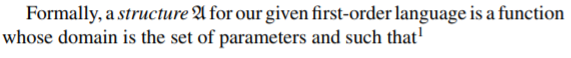 Formally, a structure 𝔄 for our given first-order language is a function
whose domain is the set of parameters and such that¹